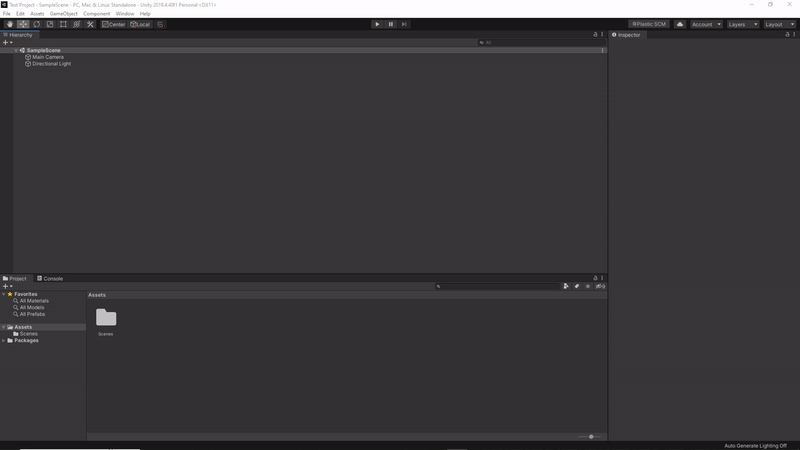 Test Project - SampleScene - PC, Mac & Linux Standalone - Unity 2019.4.40f1 Personal <DX11>
File Edit Assets GameObject Component Window Help
Center Local Plastic SCM Account Layers Layout
Hierarchy Inspector
All
SampleScene
Main Camera
Directional Light
Project Console
Favorites
All Materials
All Models
All Prefabs
Assets
Scenes
Packages
Assets
Scenes
Auto Generate Lighting Off